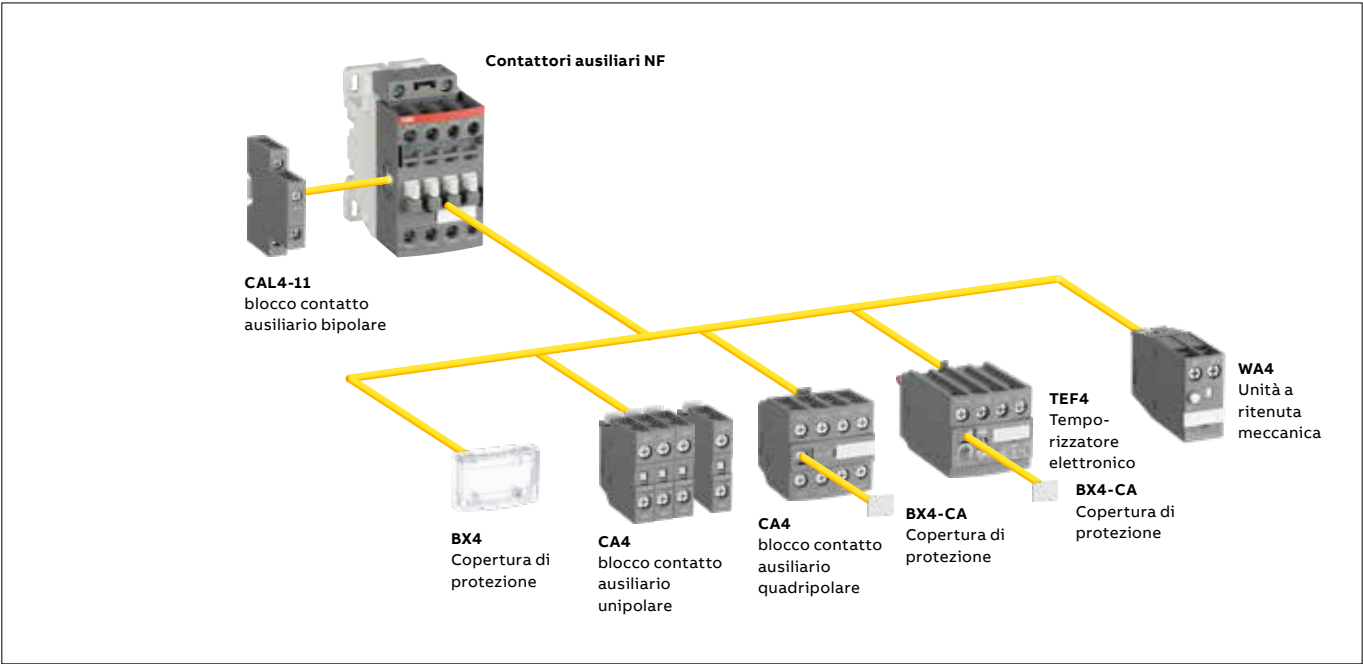 Contattori ausiliari NF
CAL4-11
blocco contatto
ausiliario bipolare
BX4
Copertura di
protezione
CA4
blocco contatto
ausiliario
unipolare
CA4
blocco contatto
ausiliario
quadripolare
BX4-CA
Copertura di
protezione
TEF4
Tempo-
rizzatore
elettronico
BX4-CA
Copertura di
protezione
WA4
Unità a
ritenuta
meccanica